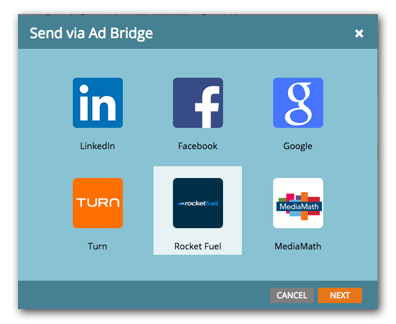 Send via Ad Bridge
in
f
g
LinkedIn Facebook Google
TURN
rocketfuel
MediaMath
Turn Rocket Fuel MediaMath
CANCEL NEXT